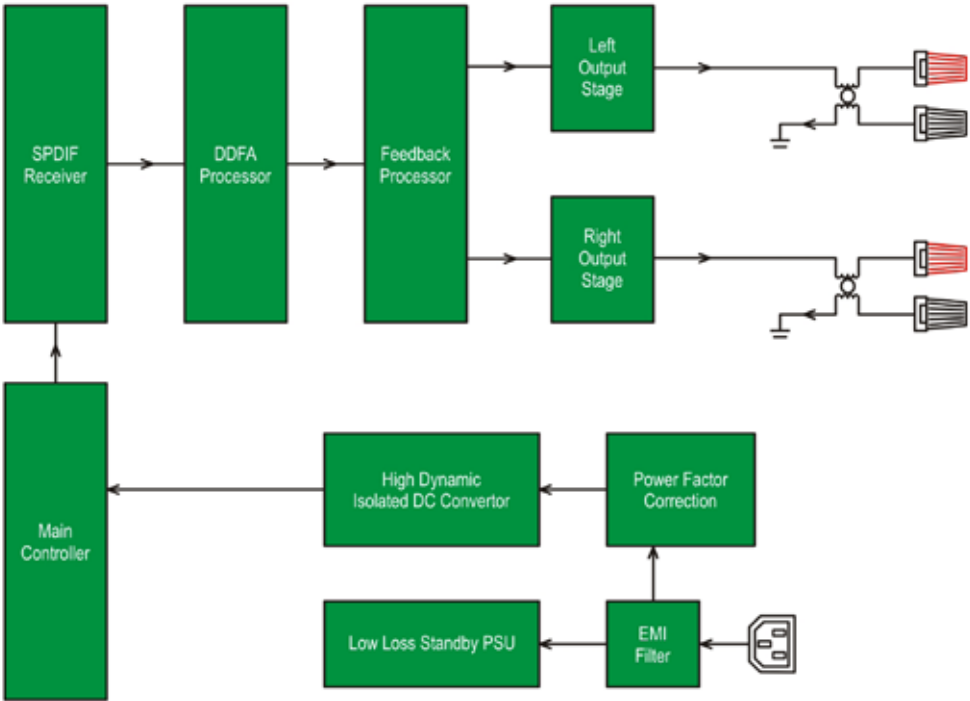 SPDIF
Receiver
DDFA
Processor
Feedback
Processor
Left
Output
Stage
Right
Output
Stage
Main
Controller
High Dynamic
Isolated DC Convertor
Power Factor
Correction
Low Loss Standby PSU
EMI
Filter